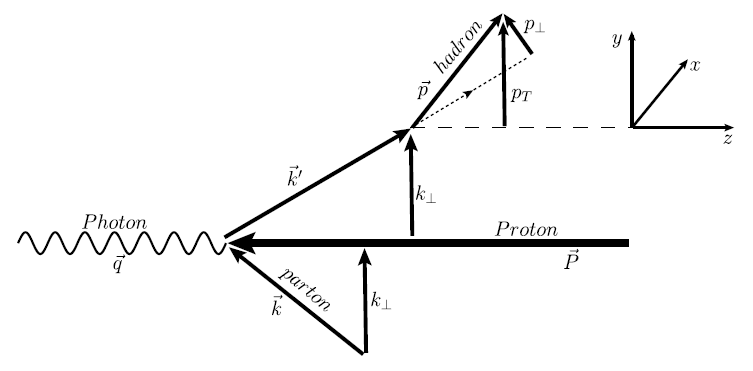 hadron
p⊥
y
x
p⃗
p_T
z
k⃗′
k⊥
Photon
Proton
q⃗
P⃗
parton
k⃗
k⊥